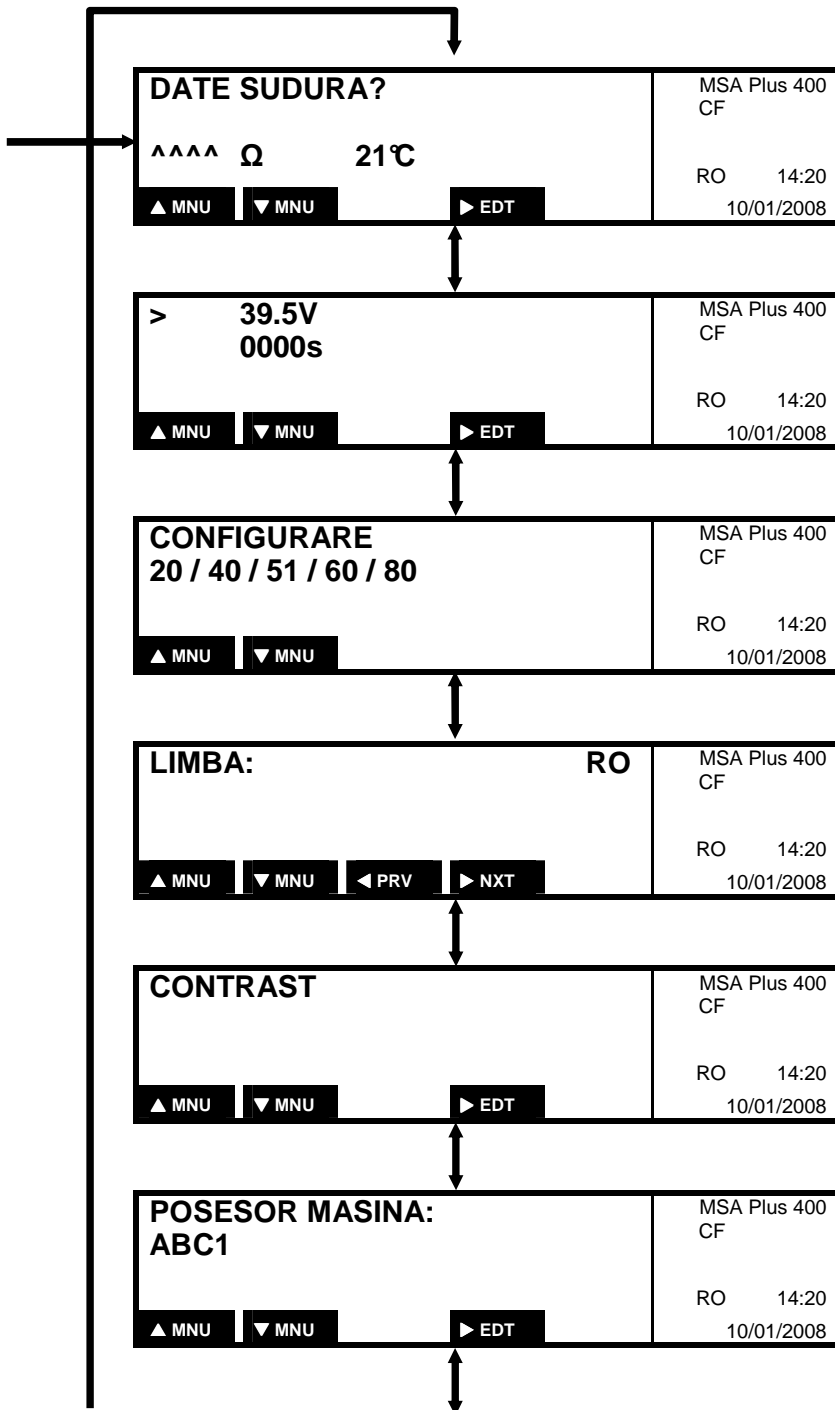 DATE SUDURA?
^^^^ Ω 21°C
▲ MNU ▼ MNU ▶ EDT
MSA Plus 400
CF
RO 14:20
10/01/2008
> 39.5V
0000s
▲ MNU ▼ MNU ▶ EDT
MSA Plus 400
CF
RO 14:20
10/01/2008
CONFIGURARE
20 / 40 / 51 / 60 / 80
▲ MNU ▼ MNU
MSA Plus 400
CF
RO 14:20
10/01/2008
LIMBA: RO
▲ MNU ▼ MNU ◀ PRV ▶ NXT
MSA Plus 400
CF
RO 14:20
10/01/2008
CONTRAST
▲ MNU ▼ MNU ▶ EDT
MSA Plus 400
CF
RO 14:20
10/01/2008
POSESOR MASINA:
ABC1
▲ MNU ▼ MNU ▶ EDT
MSA Plus 400
CF
RO 14:20
10/01/2008